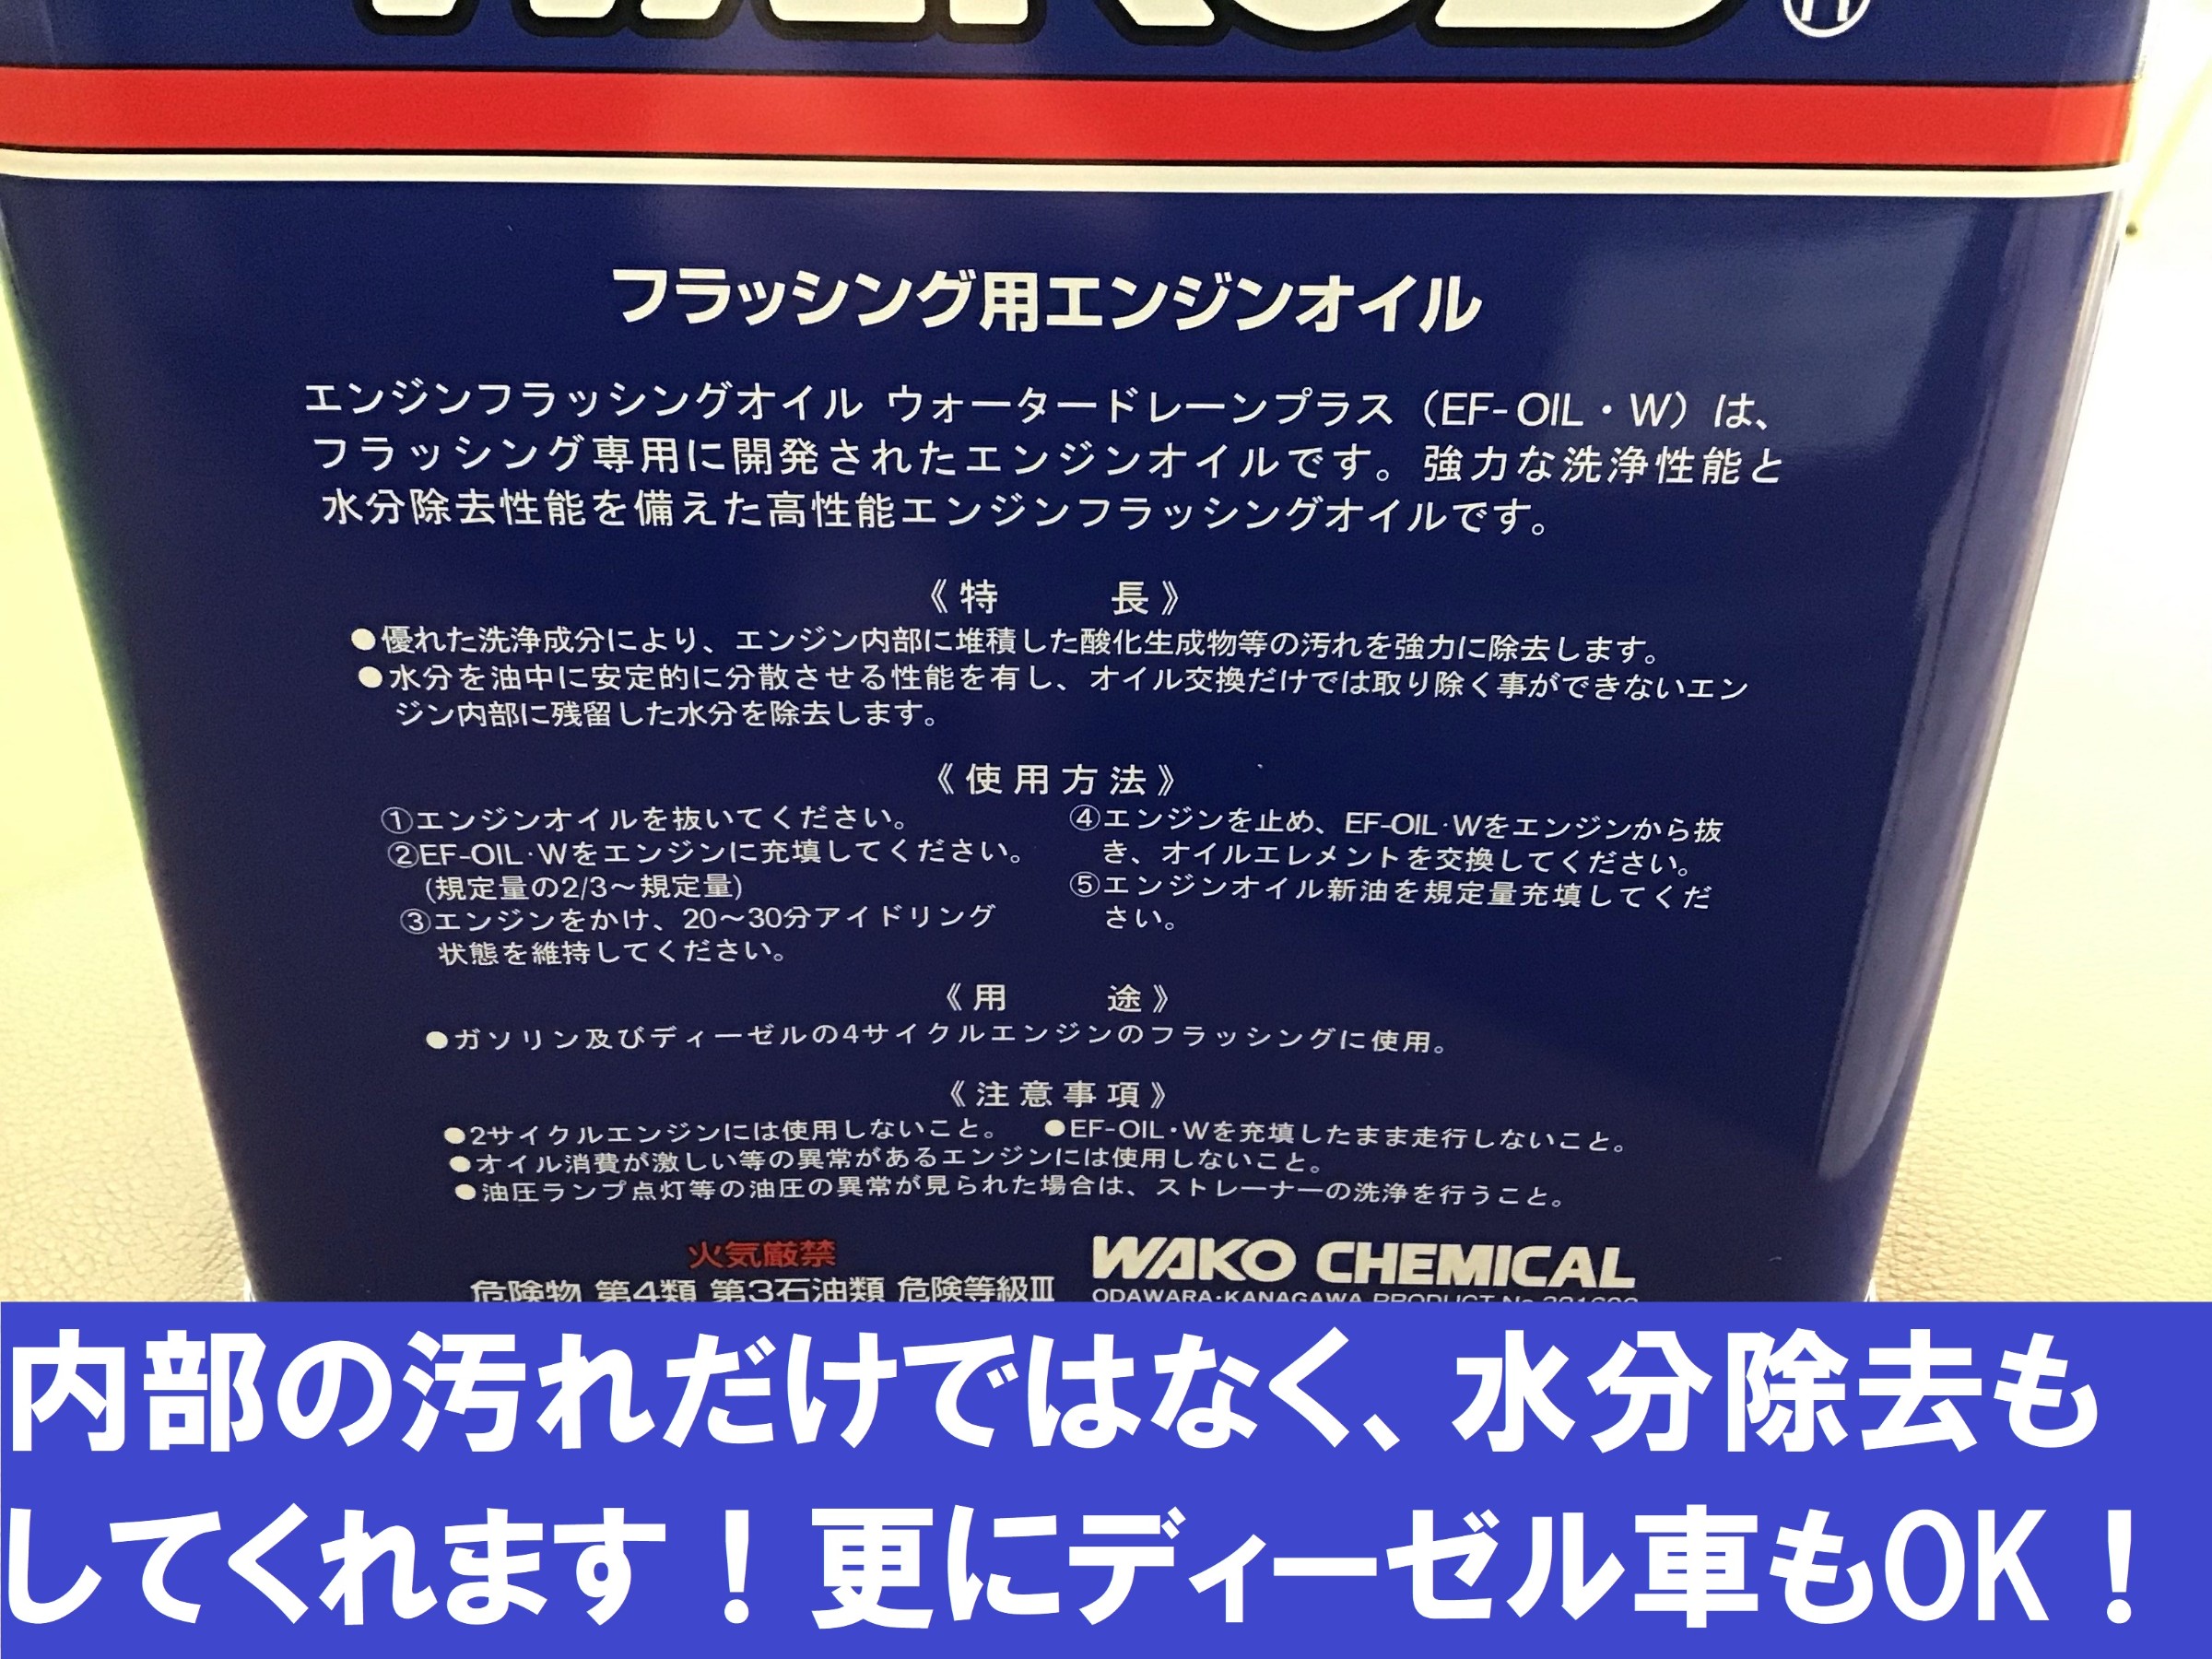 フラッシング用エンジンオイル
エンジンフラッシングオイル ウォータードレーンプラス（EF-OIL・W）は、
フラッシング専用に開発されたエンジンオイルです。強力な洗浄性能と
水分除去性能を備えた高性能エンジンフラッシングオイルです。
《特　長》
●優れた洗浄成分により、エンジン内部に堆積した酸化生成物等の汚れを強力に除去します。
●水分を油中に安定的に分散させる性能を有し、オイル交換だけでは取り除く事ができないエン
ジン内部に残留した水分を除去します。
《使用方法》
①エンジンオイルを抜いてください。
②EF-OIL・Wをエンジンに充填してください。
(規定量の2/3〜規定量)
③エンジンをかけ、20〜30分アイドリング
状態を維持してください。
④エンジンを止め、EF-OIL・Wをエンジンから抜
き、オイルエレメントを交換してください。
⑤エンジンオイル新油を規定量充填してくだ
さい。
《用　途》
●ガソリン及びディーゼルの4サイクルエンジンのフラッシングに使用。
《注意事項》
●2サイクルエンジンには使用しないこと。 ●EF-OIL・Wを充填したまま走行しないこと。
●オイル消費が激しい等の異常があるエンジンには使用しないこと。
●油圧ランプ点灯等の油圧の異常が見られた場合は、ストレーナーの洗浄を行うこと。
火気厳禁
危険物 第4類 第3石油類 危険等級Ⅲ
WAKO CHEMICAL
ODAWARA・KANAGAWA PRODUCT No
内部の汚れだけではなく、水分除去も
してくれます！更にディーゼル車もOK！